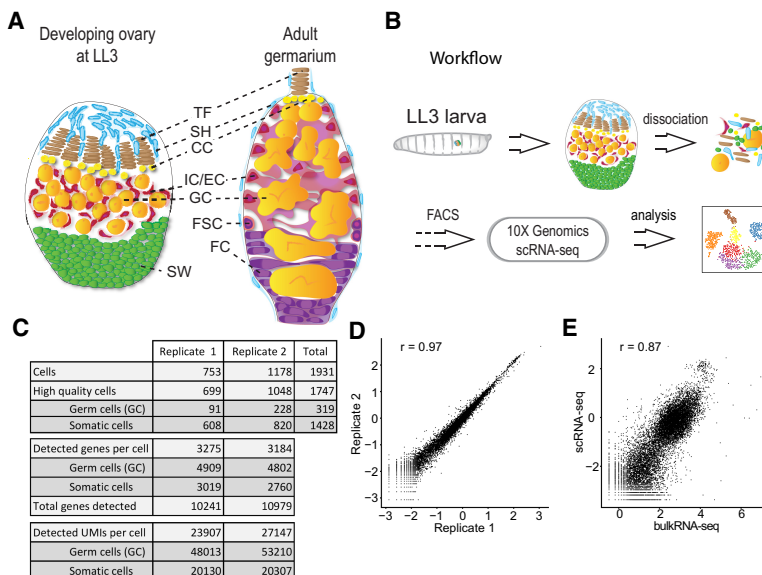 A
Developing ovary
at LL3
Adult
germarium
TF
SH
CC
IC/EC
GC
FSC
FC
SW
B
Workflow
LL3 larva
dissociation
FACS
10X Genomics
scRNA-seq
analysis
C
Replicate 1 Replicate 2 Total
Cells 753 1178 1931
High quality cells 699 1048 1747
Germ cells (GC) 91 228 319
Somatic cells 608 820 1428
Detected genes per cell 3275 3184
Germ cells (GC) 4909 4802
Somatic cells 3019 2760
Total genes detected 10241 10979
Detected UMIs per cell 23907 27147
Germ cells (GC) 48013 53210
Somatic cells 20130 20307
D
r = 0.97
Replicate 2
2
1
0
−1
−2
−3
−3 −2 −1 0 1 2 3
Replicate 1
E
r = 0.87
scRNA-seq
2
0
−2
0 2 4 6
bulkRNA-seq